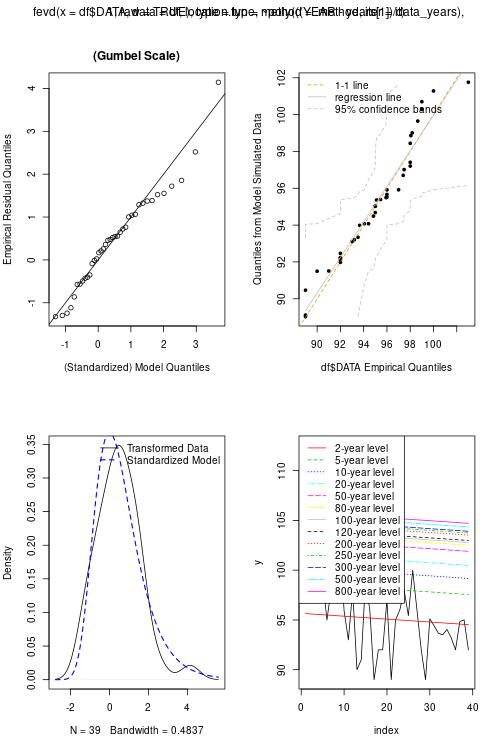 fevd(x = df$DATA,
data_years),
(Gumbel Scale)
Empirical Residual Quantiles
4
3
2
1
0
-1
-1 0 1 2 3
(Standardized) Model Quantiles
1-1 line
regression line
95% confidence bands
Quantiles from Model Simulated Data
102
100
98
96
94
92
90
90 92 94 96 98 100
df$DATA Empirical Quantiles
Transformed Data
Standardized Model
Density
0.35
0.30
0.25
0.20
0.15
0.10
0.05
0.00
-2 0 2 4
N = 39 Bandwidth = 0.4837
2-year level
5-year level
10-year level
20-year level
50-year level
80-year level
100-year level
120-year level
200-year level
250-year level
300-year level
500-year level
800-year level
y
110
105
100
95
90
0 10 20 30 40
index